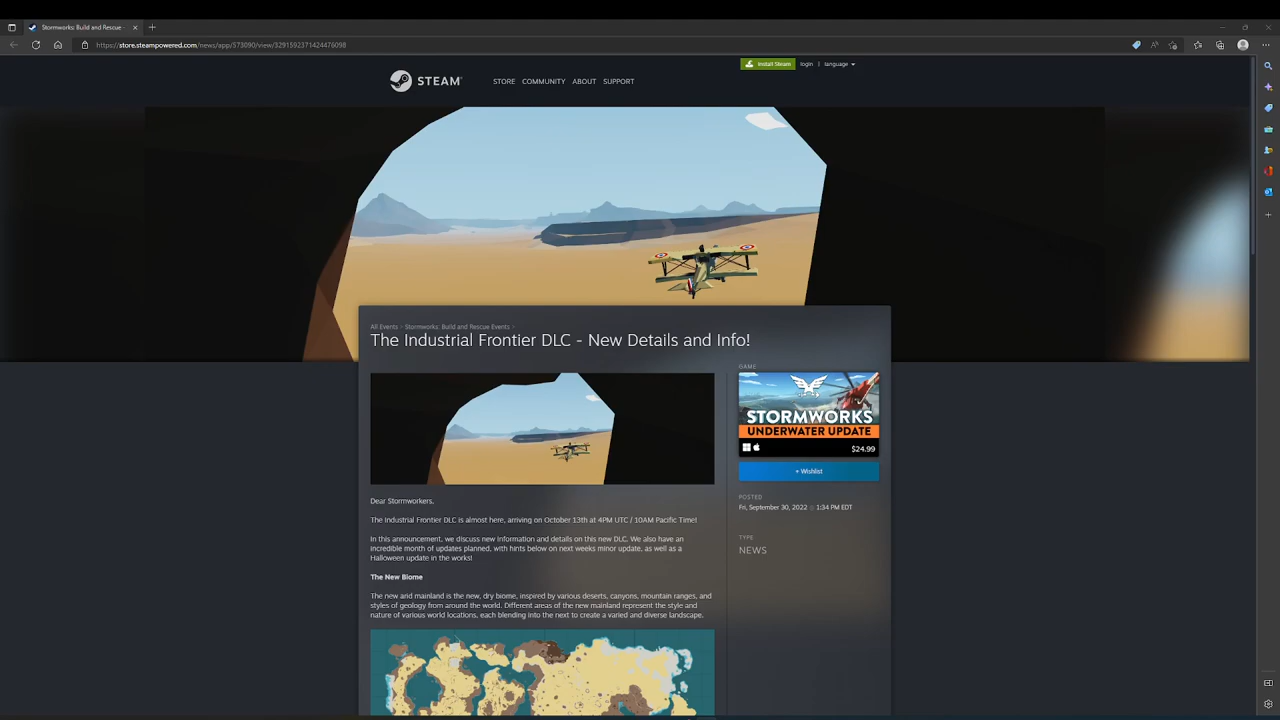 Stormworks: Build and Rescue -
https://store.steampowered.com/news/app/573090/view/3291592371424476098
Install Steam
login | language
STEAM
STORE COMMUNITY ABOUT SUPPORT
All Events > Stormworks: Build and Rescue Events >
The Industrial Frontier DLC - New Details and Info!
Dear Stormworkers,
The Industrial Frontier DLC is almost here, arriving on October 13th at 4PM UTC / 10AM Pacific Time!
In this announcement, we discuss new information and details on this new DLC. We also have an
incredible month of updates planned, with hints below on next weeks minor update, as well as a
Halloween update in the works!
The New Biome
The new arid mainland is the new, dry biome, inspired by various deserts, canyons, mountain ranges, and
styles of geology from around the world. Different areas of the new mainland represent the style and
nature of various world locations, each blending into the next to create a varied and diverse landscape.
GAME
STORMWORKS
UNDERWATER UPDATE
$24.99
+ Wishlist
POSTED
Fri, September 30, 2022 @ 1:34 PM EDT
TYPE
NEWS